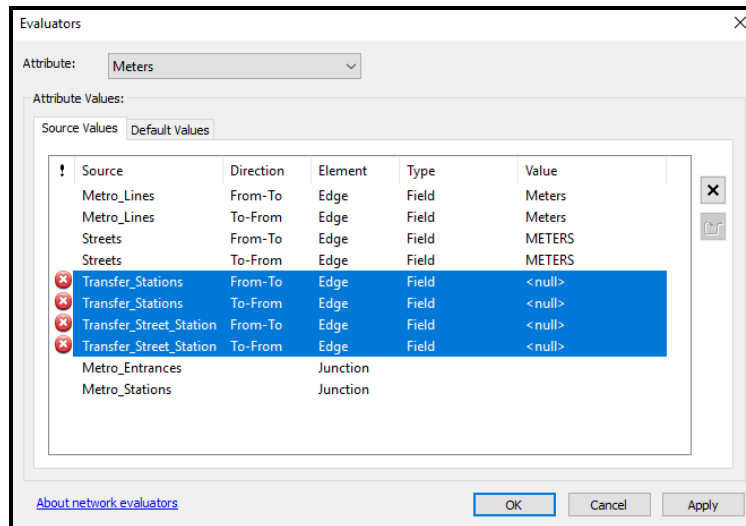 Evaluators
Attribute: Meters
Attribute Values:
Source Values Default Values
! Source Direction Element Type Value
Metro_Lines From-To Edge Field Meters
Metro_Lines To-From Edge Field Meters
Streets From-To Edge Field METERS
Streets To-From Edge Field METERS
Transfer_Stations From-To Edge Field <null>
Transfer_Stations To-From Edge Field <null>
Transfer_Street_Station From-To Edge Field <null>
Transfer_Street_Station To-From Edge Field <null>
Metro_Entrances Junction
Metro_Stations Junction
About network evaluators OK Cancel Apply